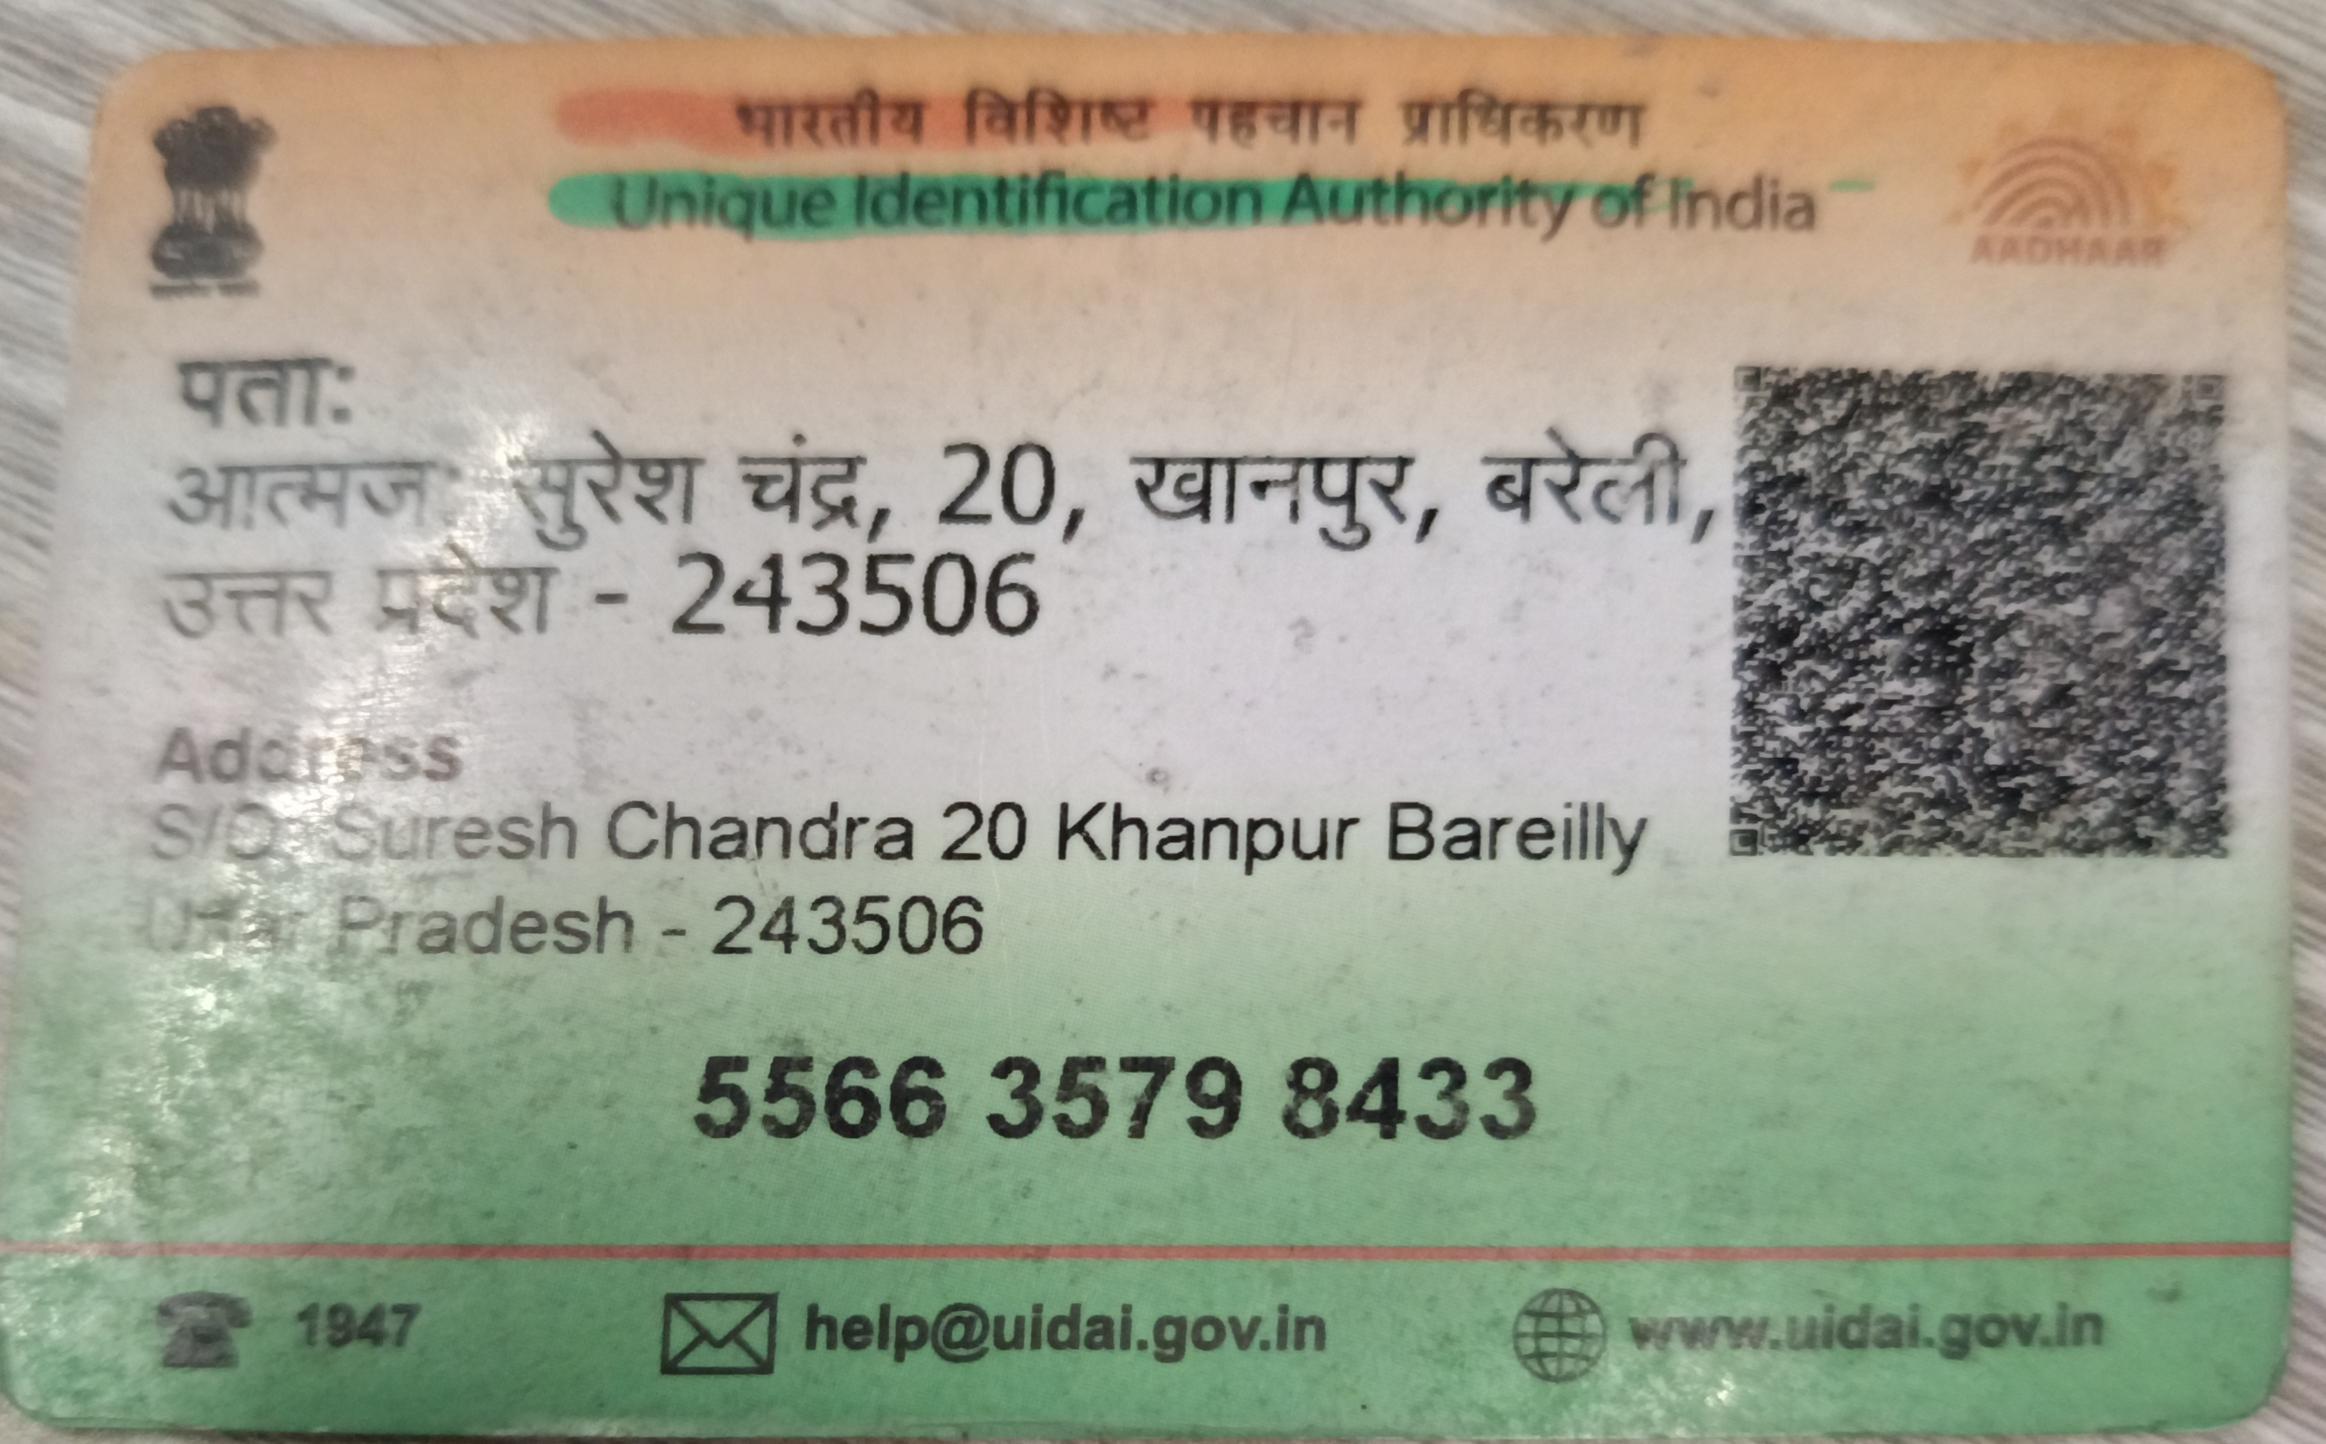 भारतीय विशिष्ट पहचान प्राधिकरण
Unique Identification Authority of India
AADHAAR
पता:
आत्मज: सुरेश चंद्र, 20, खानपुर, बरेली,
उत्तर प्रदेश - 243506
Address
S/O: Suresh Chandra 20 Khanpur Bareilly
Uttar Pradesh - 243506
5566 3579 8433
1947
help@uidai.gov.in
www.uidai.gov.in